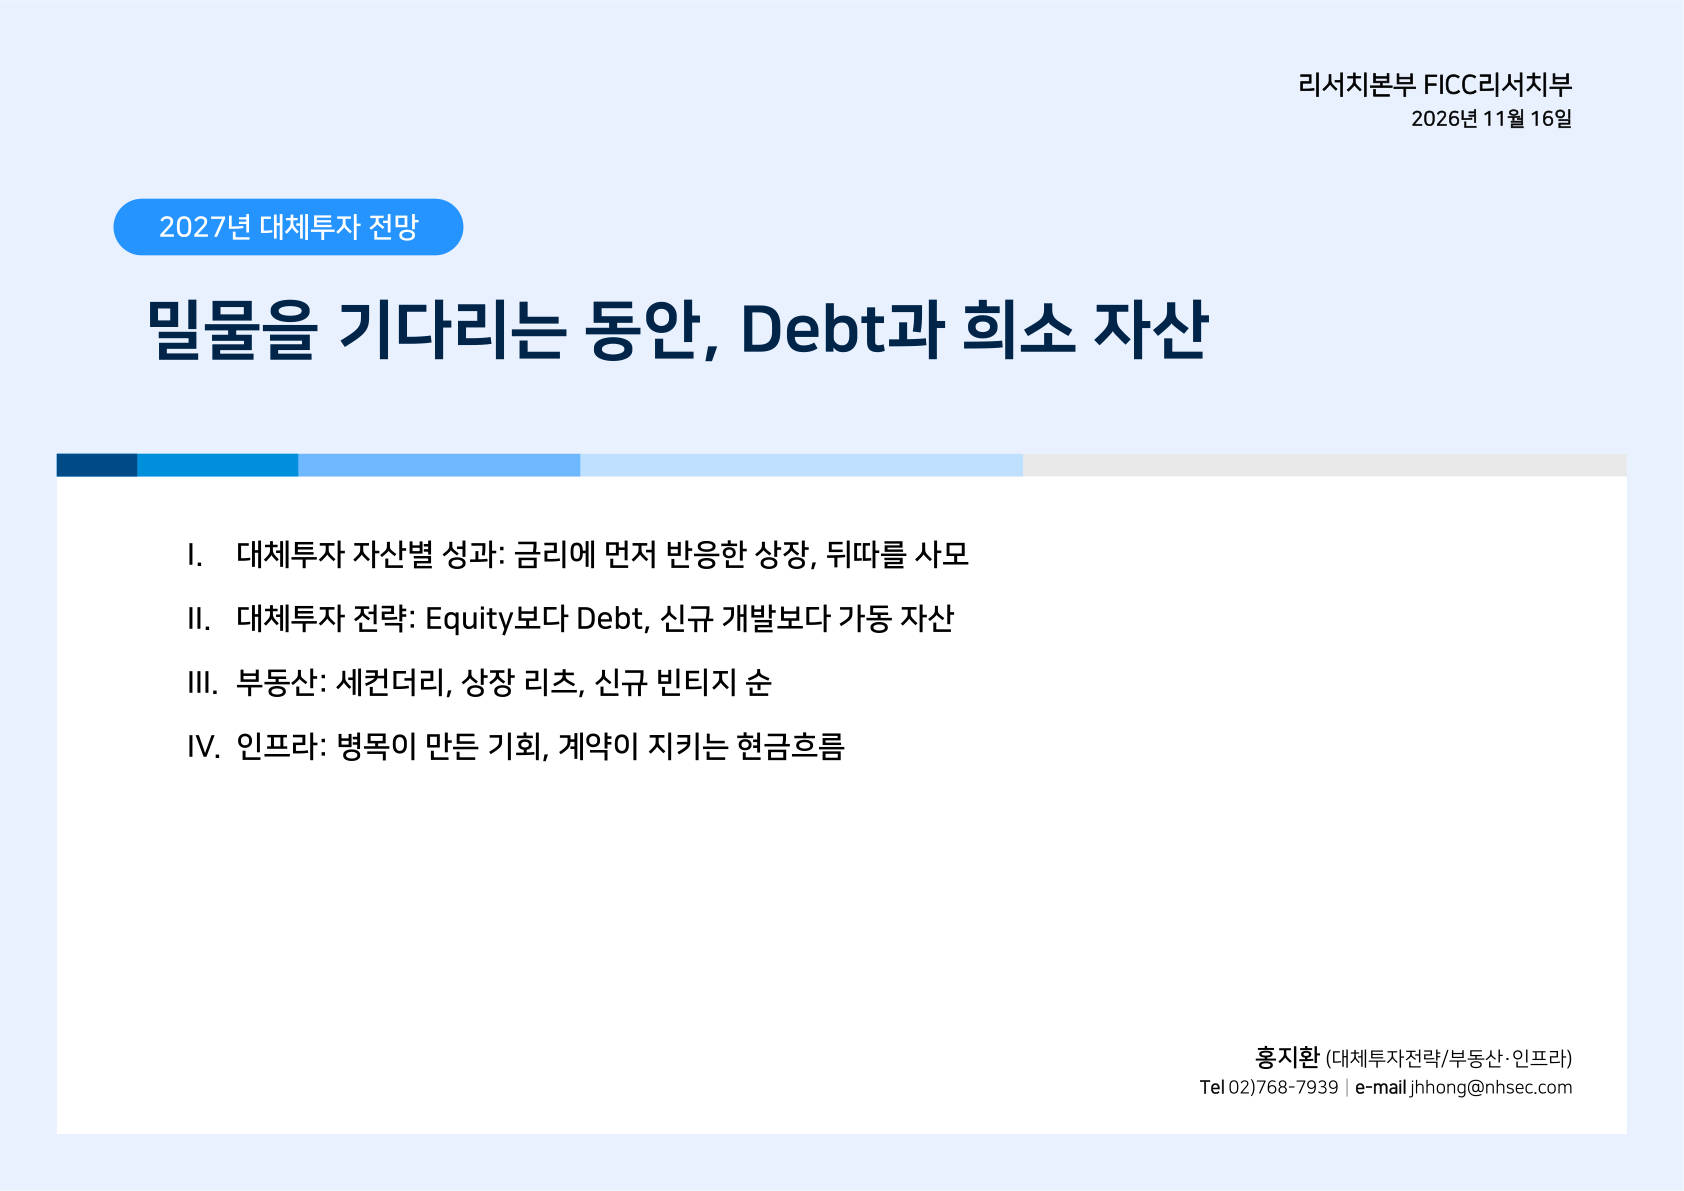 리서치본부 FICC리서치부
2026년 11월 16일
2027년 대체투자 전망
밀물을 기다리는 동안, Debt과 희소 자산
I. 대체투자 자산별 성과: 금리에 먼저 반응한 상장, 뒤따를 사모
II. 대체투자 전략: Equity보다 Debt, 신규 개발보다 가동 자산
III. 부동산: 세컨더리, 상장 리츠, 신규 빈티지 순
IV. 인프라: 병목이 만든 기회, 계약이 지키는 현금흐름
홍지환 (대체투자전략/부동산·인프라)
Tel 02)768-7939 | e-mail jhhong@nhsec.com